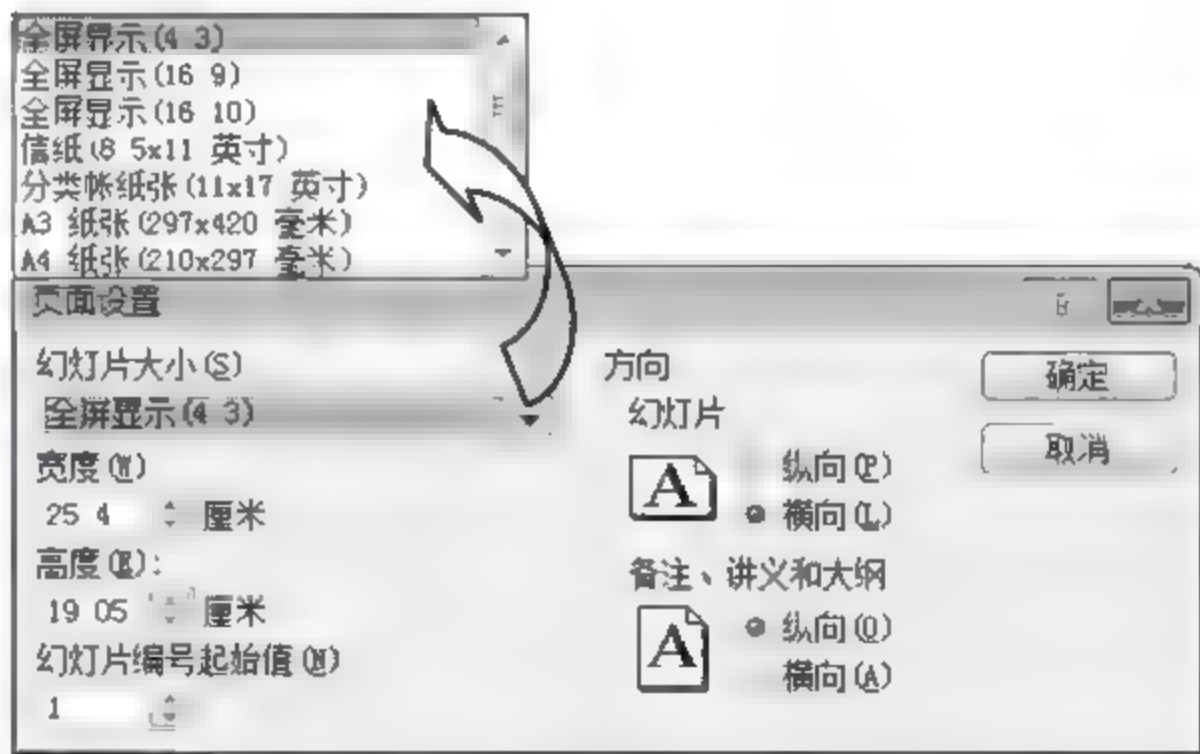 全屏显示(4 3)
全屏显示(16 9)
全屏显示(16 10)
信纸(8 5x11 英寸)
分类帐纸张(11x17 英寸)
A3 纸张(297x420 毫米)
A4 纸张(210x297 毫米)
页面设置
幻灯片大小(S)
全屏显示(4 3)
宽度(W)
25 4 厘米
高度(E):
19 05 厘米
幻灯片编号起始值(N)
1
方向
幻灯片
A
纵向(P)
横向(L)
备注、讲义和大纲
A
纵向(O)
横向(A)
确定
取消